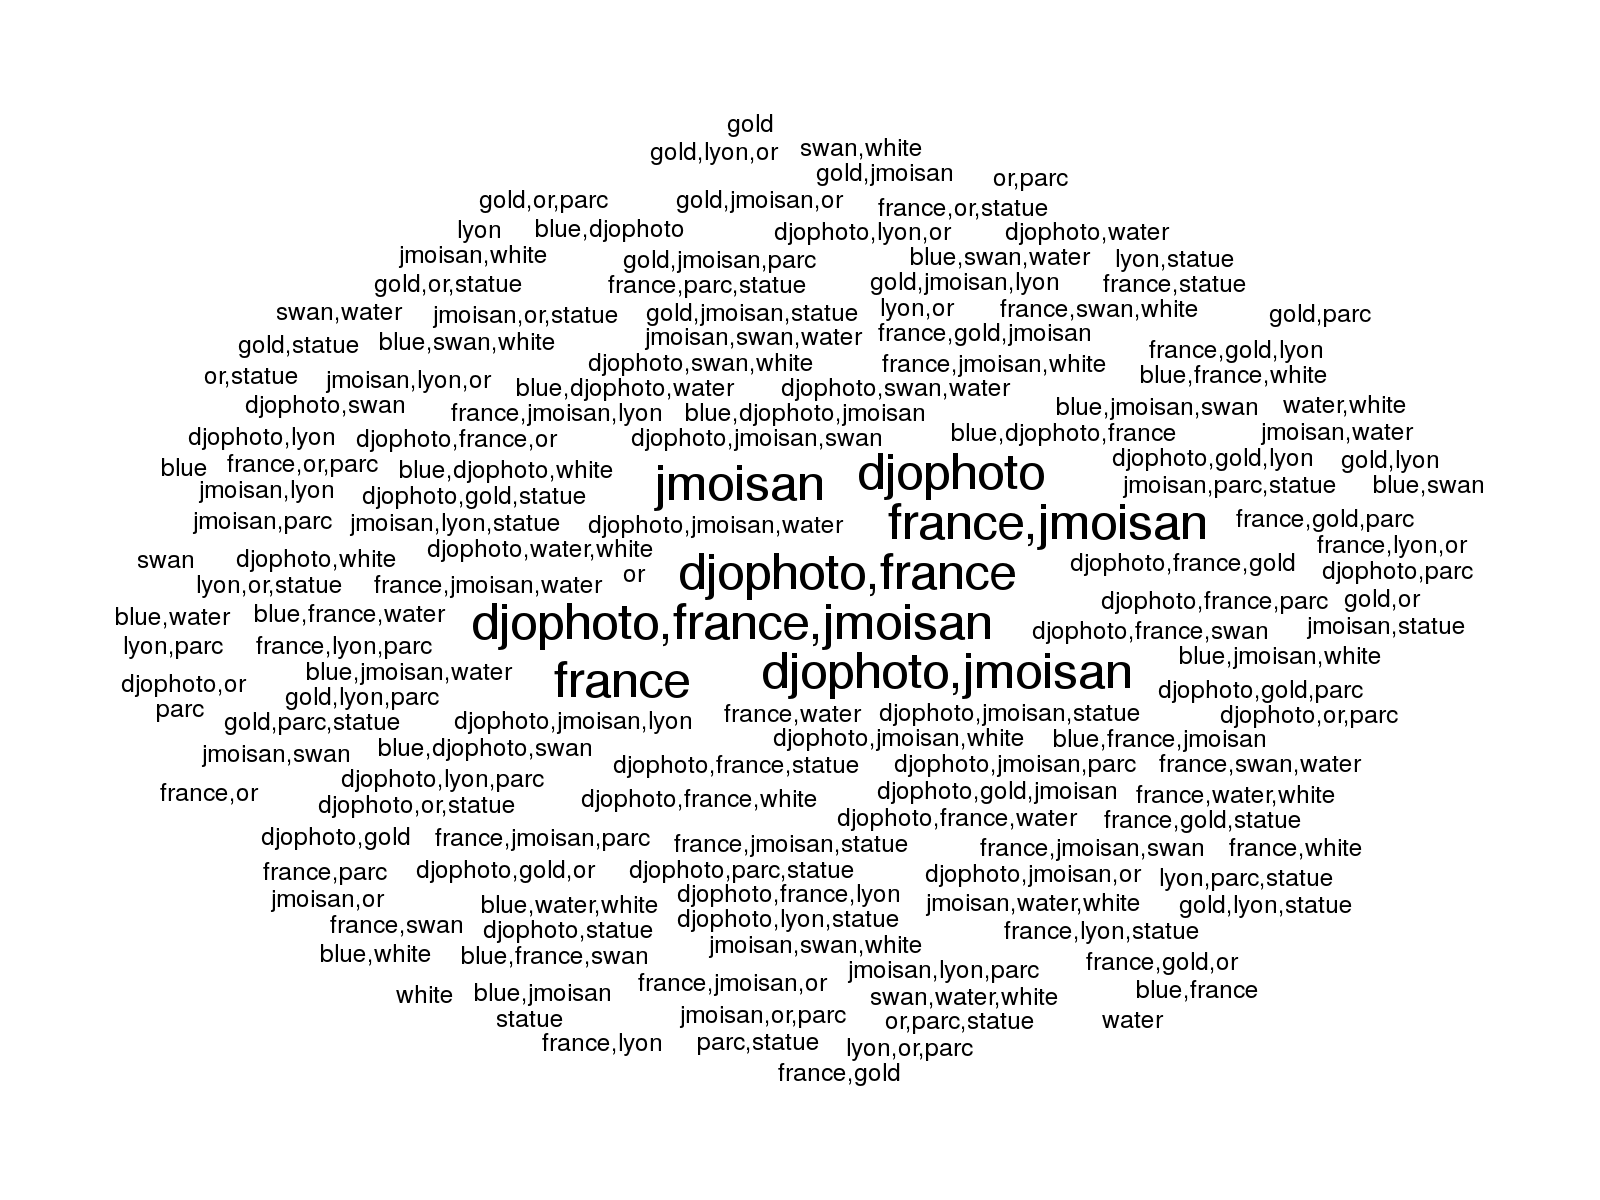 gold
gold,lyon,or swan,white
gold,jmoisan or,parc
gold,or,parc gold,jmoisan,or france,or,statue
lyon blue,djophoto djophoto,lyon,or djophoto,water
jmoisan,white gold,jmoisan,parc blue,swan,water lyon,statue
gold,or,statue france,parc,statue gold,jmoisan,lyon france,statue
swan,water jmoisan,or,statue gold,jmoisan,statue lyon,or france,swan,white gold,parc
gold,statue blue,swan,white jmoisan,swan,water france,gold,jmoisan france,gold,lyon
djophoto,swan,white france,jmoisan,white
or,statue jmoisan,lyon,or blue,djophoto,water djophoto,swan,water blue,france,white
djophoto,swan france,jmoisan,lyon blue,djophoto,jmoisan blue,jmoisan,swan water,white
djophoto,lyon djophoto,france,or djophoto,jmoisan,swan blue,djophoto,france jmoisan,water
blue france,or,parc blue,djophoto,white jmoisan djophoto djophoto,gold,lyon gold,lyon
jmoisan,lyon djophoto,gold,statue jmoisan,parc,statue blue,swan
jmoisan,parc jmoisan,lyon,statue djophoto,jmoisan,water france,jmoisan france,gold,parc
swan djophoto,white djophoto,water,white france,lyon,or
lyon,or,statue france,jmoisan,water or djophoto,france djophoto,france,gold djophoto,parc
blue,water blue,france,water djophoto,france,jmoisan djophoto,france,parc gold,or
lyon,parc france,lyon,parc djophoto,france,swan jmoisan,statue
blue,jmoisan,water france djophoto,jmoisan blue,jmoisan,white
djophoto,or gold,lyon,parc djophoto,gold,parc
parc gold,parc,statue djophoto,jmoisan,lyon france,water djophoto,jmoisan,statue djophoto,or,parc
jmoisan,swan blue,djophoto,swan djophoto,jmoisan,white blue,france,jmoisan
djophoto,lyon,parc djophoto,france,statue djophoto,jmoisan,parc france,swan,water
france,or djophoto,or,statue djophoto,france,white djophoto,gold,jmoisan france,water,white
djophoto,france,water france,gold,statue
djophoto,gold france,jmoisan,parc france,jmoisan,statue france,jmoisan,swan france,white
france,parc djophoto,gold,or djophoto,parc,statue djophoto,jmoisan,or lyon,parc,statue
jmoisan,or blue,water,white djophoto,france,lyon jmoisan,water,white gold,lyon,statue
france,swan djophoto,statue djophoto,lyon,statue france,lyon,statue
blue,white blue,france,swan jmoisan,swan,white
france,jmoisan,or jmoisan,lyon,parc france,gold,or
white blue,jmoisan swan,water,white blue,france
statue jmoisan,or,parc or,parc,statue water
france,lyon parc,statue lyon,or,parc
france,gold